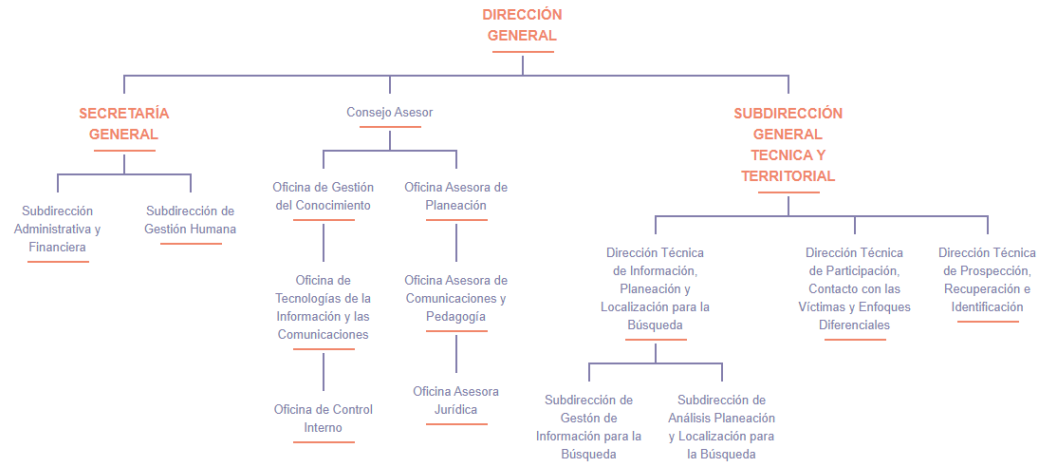 DIRECCIÓN
GENERAL
SECRETARÍA
GENERAL
Consejo Asesor
SUBDIRECCIÓN
GENERAL
TECNICA Y
TERRITORIAL
Subdirección
Administrativa y
Financiera
Subdirección de
Gestión Humana
Oficina de Gestión
del Conocimiento
Oficina Asesora de
Planeación
Oficina de
Tecnologías de la
Información y las
Comunicaciones
Oficina Asesora de
Comunicaciones y
Pedagogía
Oficina de Control
Interno
Oficina Asesora
Jurídica
Dirección Técnica
de Información,
Planeación y
Localización para la
Búsqueda
Dirección Técnica
de Participación,
Contacto con las
Víctimas y Enfoques
Diferenciales
Dirección Técnica
de Prospección,
Recuperación e
Identificación
Subdirección de
Gestón de
Información para la
Búsqueda
Subdirección de
Análisis Planeación
y Localización para
la Búsqueda